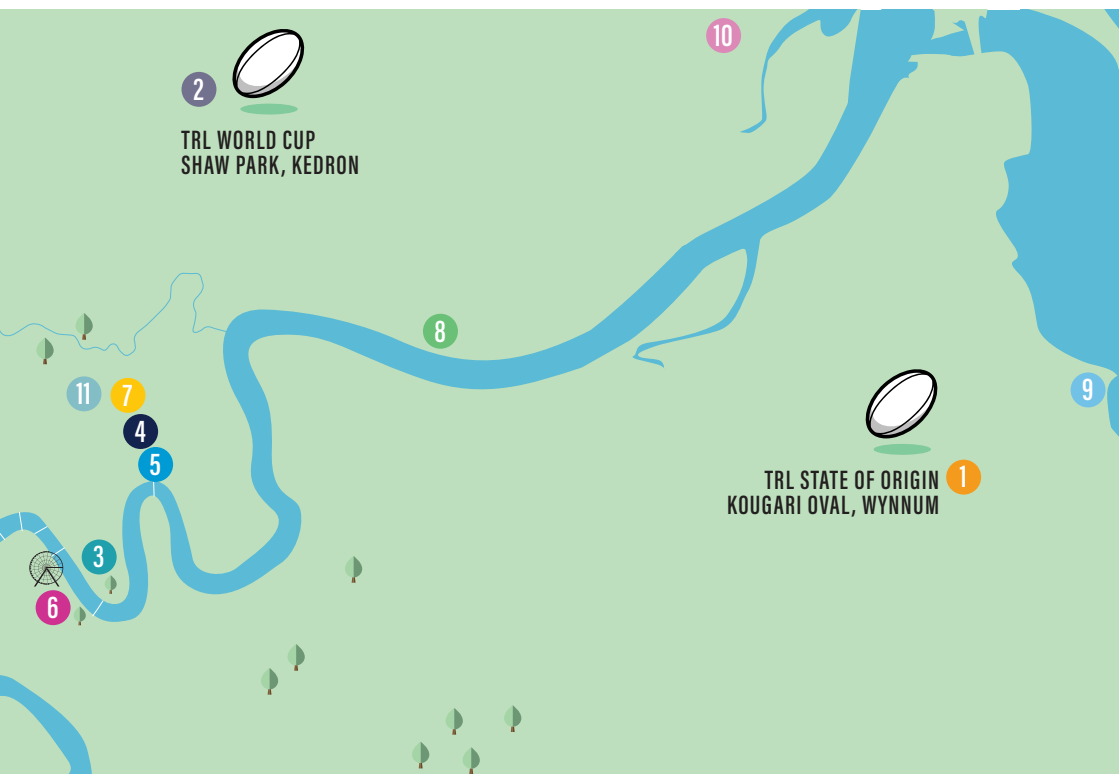 10
2
TRL WORLD CUP
SHAW PARK, KEDRON
8
11
7
9
4
5
TRL STATE OF ORIGIN
KOUGARI OVAL, WYNNUM
1
3
6